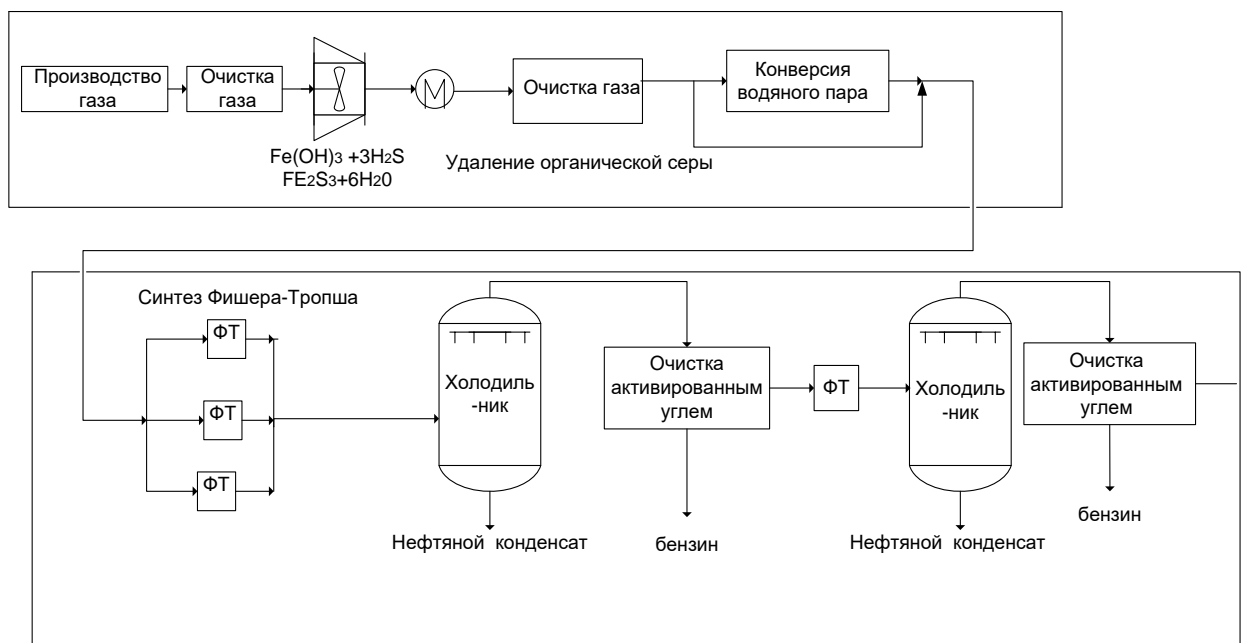 Производство
газа
Очистка
газа
М
Очистка газа
Конверсия
водяного пара
Fe(OH)3 +3H2S
FE2S3+6H20
Удаление органической серы
Синтез Фишера-Тропша
ФТ
ФТ
ФТ
Холодиль
-ник
Очистка
активированным
углем
ФТ
Холодиль
-ник
Очистка
активированным
углем
Нефтяной конденсат
бензин
Нефтяной конденсат
бензин